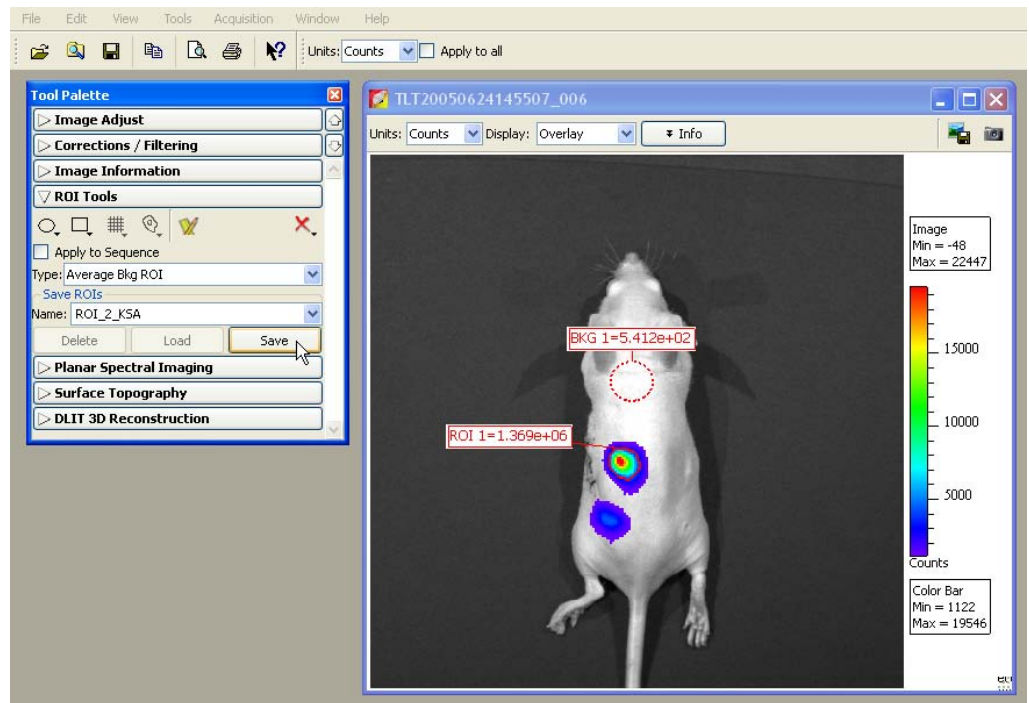 File Edit View Tools Acquisition Window Help
Units: Counts Apply to all
Tool Palette
Image Adjust
Corrections / Filtering
Image Information
ROI Tools
Apply to Sequence
Type: Average Bkg ROI
Save ROIs
Name: ROI_2_KSA
Delete Load Save
Planar Spectral Imaging
Surface Topography
DLIT 3D Reconstruction
TLT20050624145507_006
Units: Counts Display: Overlay Info
BKG 1=5.412e+02
ROI 1=1.369e+06
Image
Min = -48
Max = 22447
15000
10000
5000
Counts
Color Bar
Min = 1122
Max = 19546